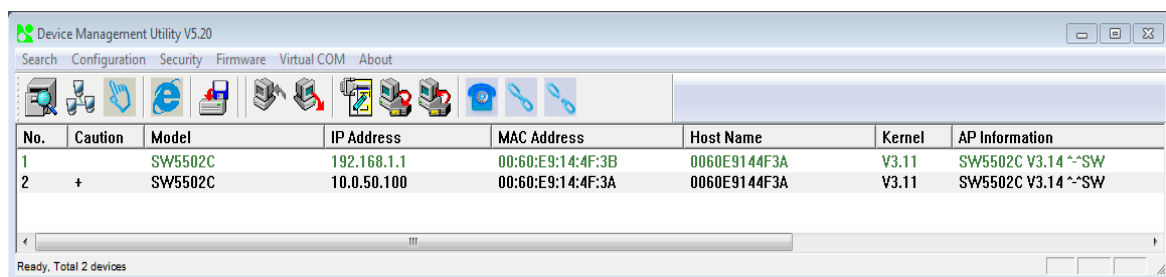 Device Management Utility V5.20
Search Configuration Security Firmware Virtual COM About
No. Caution Model IP Address MAC Address Host Name Kernel AP Information
1 SW5502C 192.168.1.1 00:60:E9:14:4F:3B 0060E9144F3A V3.11 SW5502C V3.14 ^-^SW
2 + SW5502C 10.0.50.100 00:60:E9:14:4F:3A 0060E9144F3A V3.11 SW5502C V3.14 ^-^SW
Ready, Total 2 devices